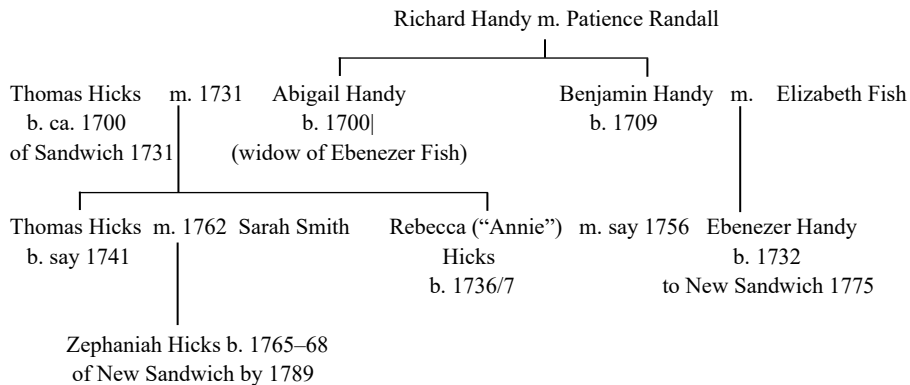 Richard Handy m. Patience Randall
Thomas Hicks m. 1731 Abigail Handy Benjamin Handy m. Elizabeth Fish
b. ca. 1700 b. 1700| b. 1709
of Sandwich 1731 (widow of Ebenezer Fish)
Thomas Hicks m. 1762 Sarah Smith Rebecca (“Annie”) m. say 1756 Ebenezer Handy
b. say 1741 Hicks b. 1732
b. 1736/7 to New Sandwich 1775
Zephaniah Hicks b. 1765–68
of New Sandwich by 1789